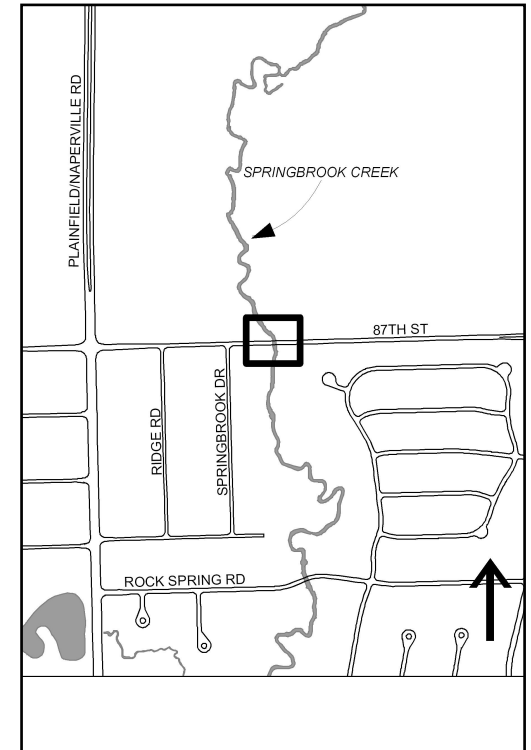 PLAINFIELD/NAPERVILLE RD
SPRINGBROOK CREEK
87TH ST
RIDGE RD
SPRINGBROOK DR
ROCK SPRING RD